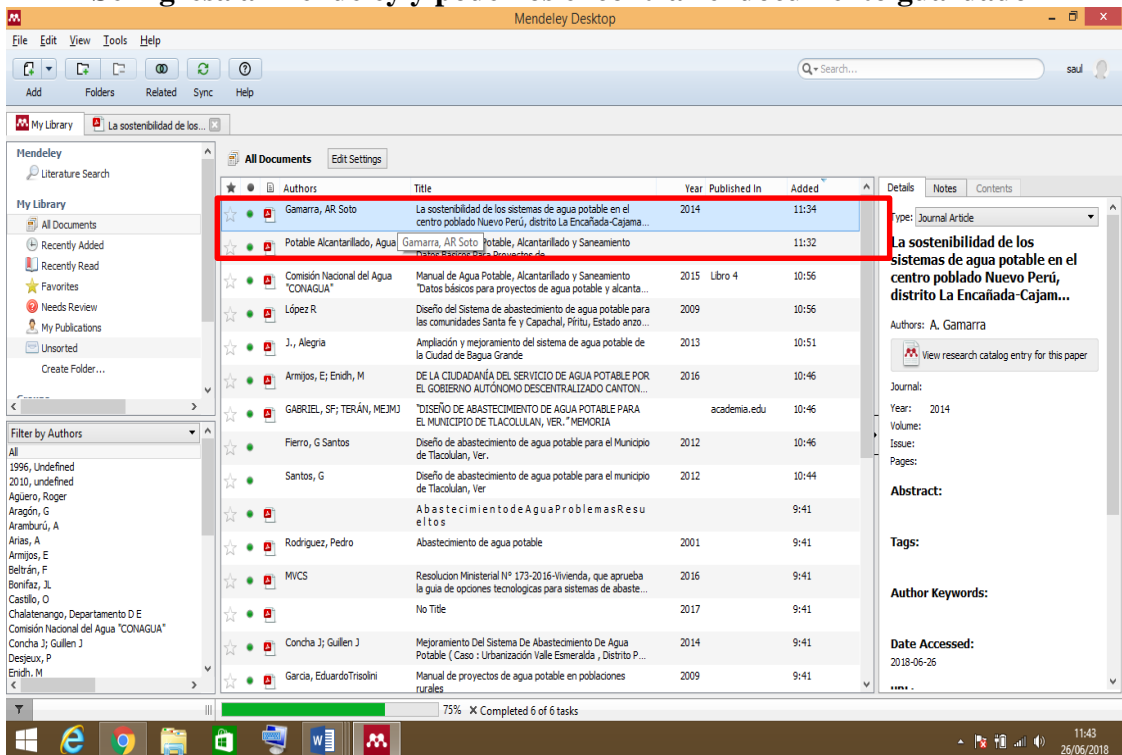 Mendeley Desktop
File Edit View Tools Help
Add Folders Related Sync Help
Search...
saul
My Library La sostenibilidad de los...
Mendeley
Literature Search
My Library
All Documents
Recently Added
Recently Read
Favorites
Needs Review
My Publications
Unsorted
Create Folder...
Filter by Authors
All
1996, Undefined
2010, undefined
Agüero, Roger
Aragón, G
Aramburú, A
Arias, A
Armijos, E
Beltrán, F
Bonifaz, JL
Castillo, O
Chalatenango, Departamento D E
Comisión Nacional del Agua "CONAGUA"
Concha J; Guillen J
Desjeux, P
Enidh, M
All Documents Edit Settings
Authors Title Year Published In Added
Gamarra, AR Soto La sostenibilidad de los sistemas de agua potable en el 2014 11:34
centro poblado Nuevo Perú, distrito La Encañada-Cajama...
Potable Alcantarillado, Agua Gamarra, AR Soto Potable, Alcantarillado y Saneamiento 11:32
Datos Básicos Para Proyectos de
Comisión Nacional del Agua Manual de Agua Potable, Alcantarillado y Saneamiento 2015 Libro 4 10:56
"CONAGUA" "Datos básicos para proyectos de agua potable y alcanta...
López R Diseño del Sistema de abastecimiento de agua potable para 2009 10:56
las comunidades Santa fe y Capachal, Píritu, Estado anzo...
J., Alegria Ampliación y mejoramiento del sistema de agua potable de 2013 10:51
la Ciudad de Bagua Grande
Armijos, E; Enidh, M DE LA CIUDADANÍA DEL SERVICIO DE AGUA POTABLE POR 2016 10:46
EL GOBIERNO AUTÓNOMO DESCENTRALIZADO CANTON...
GABRIEL, SF; TERÁN, MEJMJ "DISEÑO DE ABASTECIMIENTO DE AGUA POTABLE PARA academia.edu 10:46
EL MUNICIPIO DE TLACOLULAN, VER." MEMORIA
Fierro, G Santos Diseño de abastecimiento de agua potable para el Municipio 2012 10:46
de Tlacolulan, Ver.
Santos, G Diseño de abastecimiento de agua potable para el municipio 2012 10:44
de Tlacolulan, Ver
A b a s t e c i m i e n t o d e A g u a P r o b l e m a s R e s u 9:41
e l t o s
Rodriguez, Pedro Abastecimiento de agua potable 2001 9:41
MVCS Resolucion Ministerial Nº 173-2016-Vivienda, que aprueba 2016 9:41
la guia de opciones tecnologicas para sistemas de abaste...
No Title 2017 9:41
Concha J; Guillen J Mejoramiento Del Sistema De Abastecimiento De Agua 2014 9:41
Potable ( Caso : Urbanización Valle Esmeralda , Distrito P...
Garcia, EduardoTrisolini Manual de proyectos de agua potable en poblaciones 2009 9:41
rurales
Details Notes Contents
Type: Journal Article
La sostenibilidad de los
sistemas de agua potable en el
centro poblado Nuevo Perú,
distrito La Encañada-Cajam...
Authors: A. Gamarra
View research catalog entry for this paper
Journal:
Year: 2014
Volume:
Issue:
Pages:
Abstract:
Tags:
Author Keywords:
Date Accessed:
2018-06-26
75% Completed 6 of 6 tasks
11:43
26/06/2018